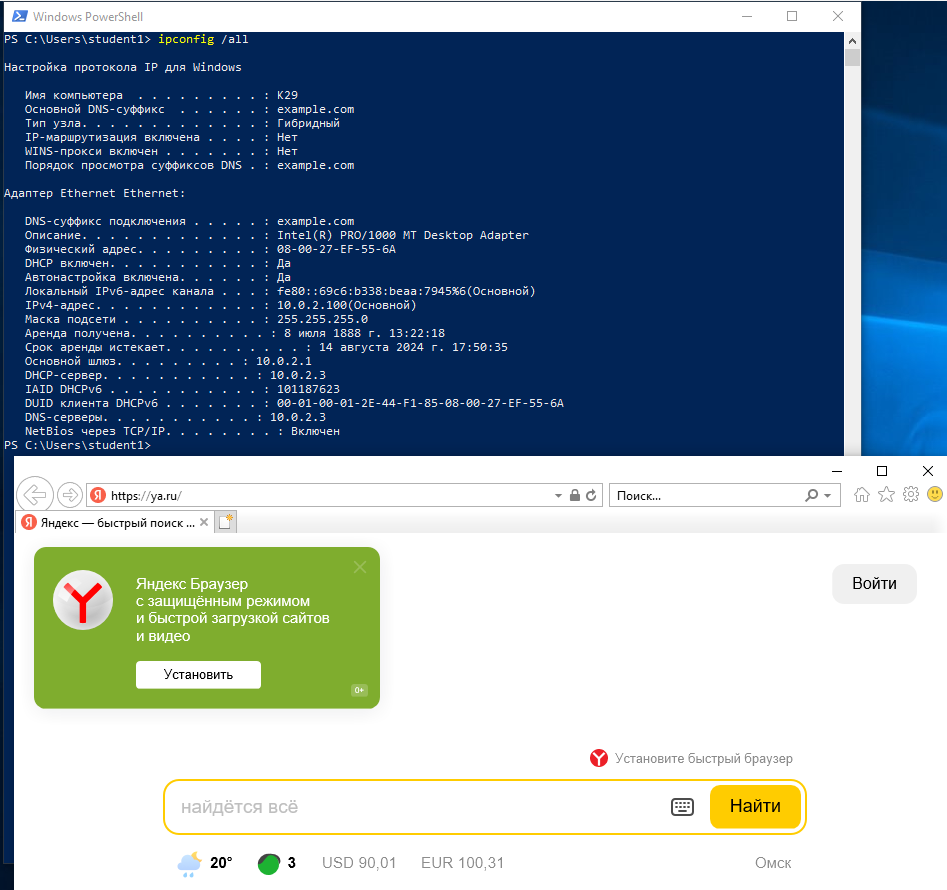 Windows PowerShell
PS C:\Users\student1> ipconfig /all
Настройка протокола IP для Windows
Имя компьютера . . . . . . . . . : K29
Основной DNS-суффикс . . . . . . : example.com
Тип узла. . . . . . . . . . . . . : Гибридный
IP-маршрутизация включена . . . . : Нет
WINS-прокси включен . . . . . . . : Нет
Порядок просмотра суффиксов DNS . : example.com
Адаптер Ethernet Ethernet:
DNS-суффикс подключения . . . . . : example.com
Описание. . . . . . . . . . . . . : Intel(R) PRO/1000 MT Desktop Adapter
Физический адрес. . . . . . . . . : 08-00-27-EF-55-6A
DHCP включен. . . . . . . . . . . : Да
Автонастройка включена. . . . . . : Да
Локальный IPv6-адрес канала . . . : fe80::69c6:b338:beaa:7945%6(Основной)
IPv4-адрес. . . . . . . . . . . . : 10.0.2.100(Основной)
Маска подсети . . . . . . . . . . : 255.255.255.0
Аренда получена. . . . . . . . . . : 8 июля 1888 г. 13:22:18
Срок аренды истекает. . . . . . . . . . : 14 августа 2024 г. 17:50:35
Основной шлюз. . . . . . . . . : 10.0.2.1
DHCP-сервер. . . . . . . . . . . : 10.0.2.3
IAID DHCPv6 . . . . . . . . . . . : 101187623
DUID клиента DHCPv6 . . . . . . . : 00-01-00-01-2E-44-F1-85-08-00-27-EF-55-6A
DNS-серверы. . . . . . . . . . . : 10.0.2.3
NetBios через TCP/IP. . . . . . . . : Включен
PS C:\Users\student1>
Я https://ya.ru/ Поиск...
Я Яндекс — быстрый поиск ...
Яндекс Браузер
с защищённым режимом
и быстрой загрузкой сайтов
и видео
Установить
0+
Войти
Установите быстрый браузер
найдётся всё Найти
20° 3 USD 90,01 EUR 100,31 Омск